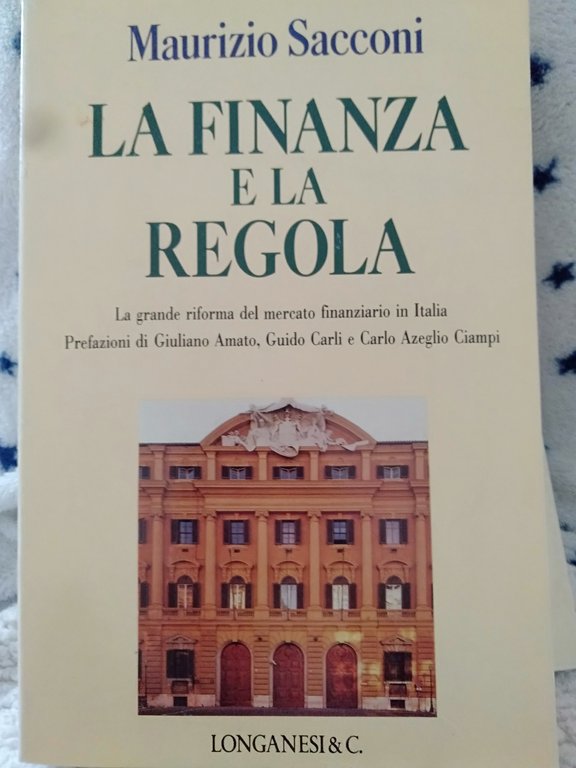 Maurizio Sacconi
LA FINANZA
E LA
REGOLA
La grande riforma del mercato finanziario in Italia
Prefazioni di Giuliano Amato, Guido Carli e Carlo Azeglio Ciampi
LONGANESI & C.